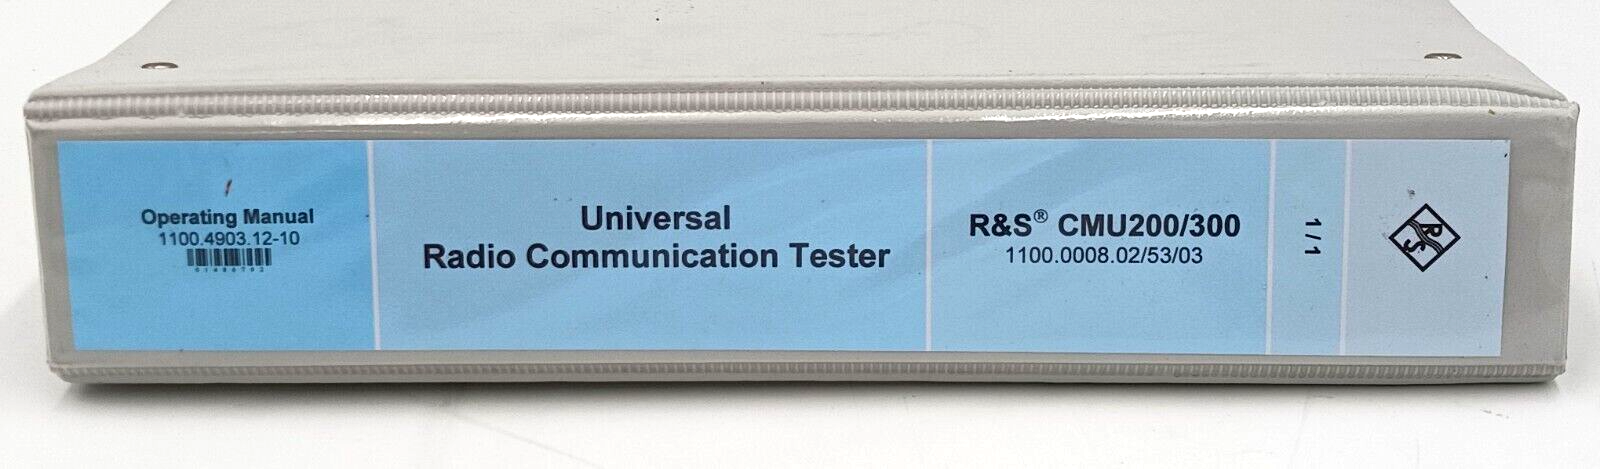 Operating Manual
1100.4903.12-10
Universal
Radio Communication Tester
R&S® CMU200/300
1100.0008.02/53/03
1 / 1
R&S